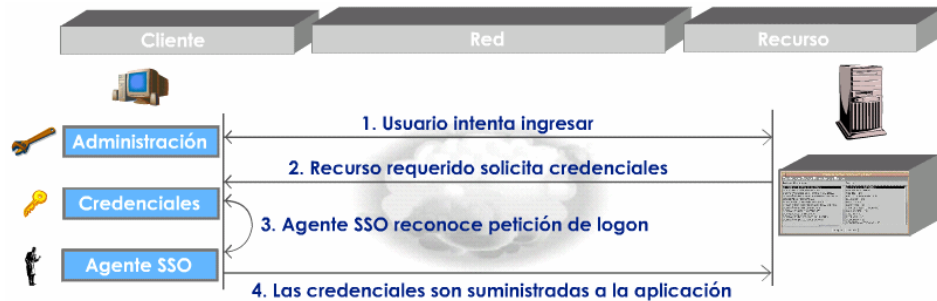 Cliente
Red
Recurso
1. Usuario intenta ingresar
Administración
2. Recurso requerido solicita credenciales
Credenciales
3. Agente SSO reconoce petición de logon
Agente SSO
4. Las credenciales son suministradas a la aplicación